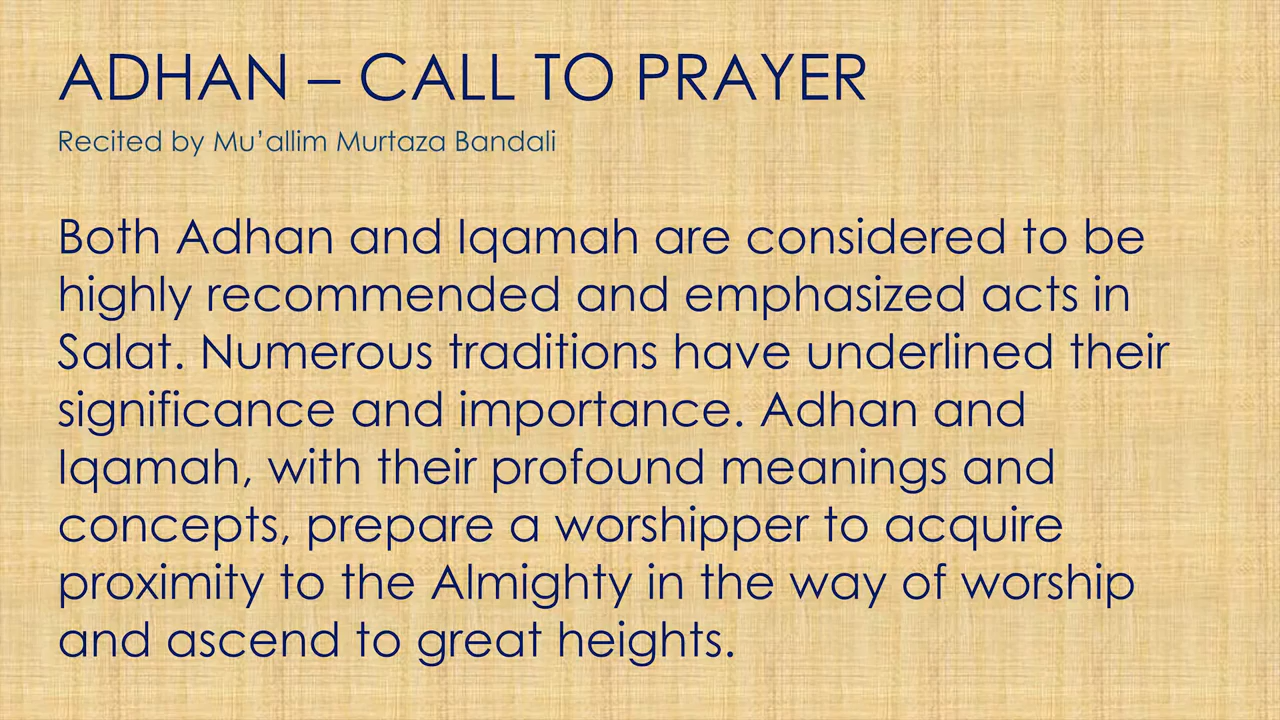 ADHAN – CALL TO PRAYER
Recited by Mu’allim Murtaza Bandali
Both Adhan and Iqamah are considered to be
highly recommended and emphasized acts in
Salat. Numerous traditions have underlined their
significance and importance. Adhan and
Iqamah, with their profound meanings and
concepts, prepare a worshipper to acquire
proximity to the Almighty in the way of worship
and ascend to great heights.